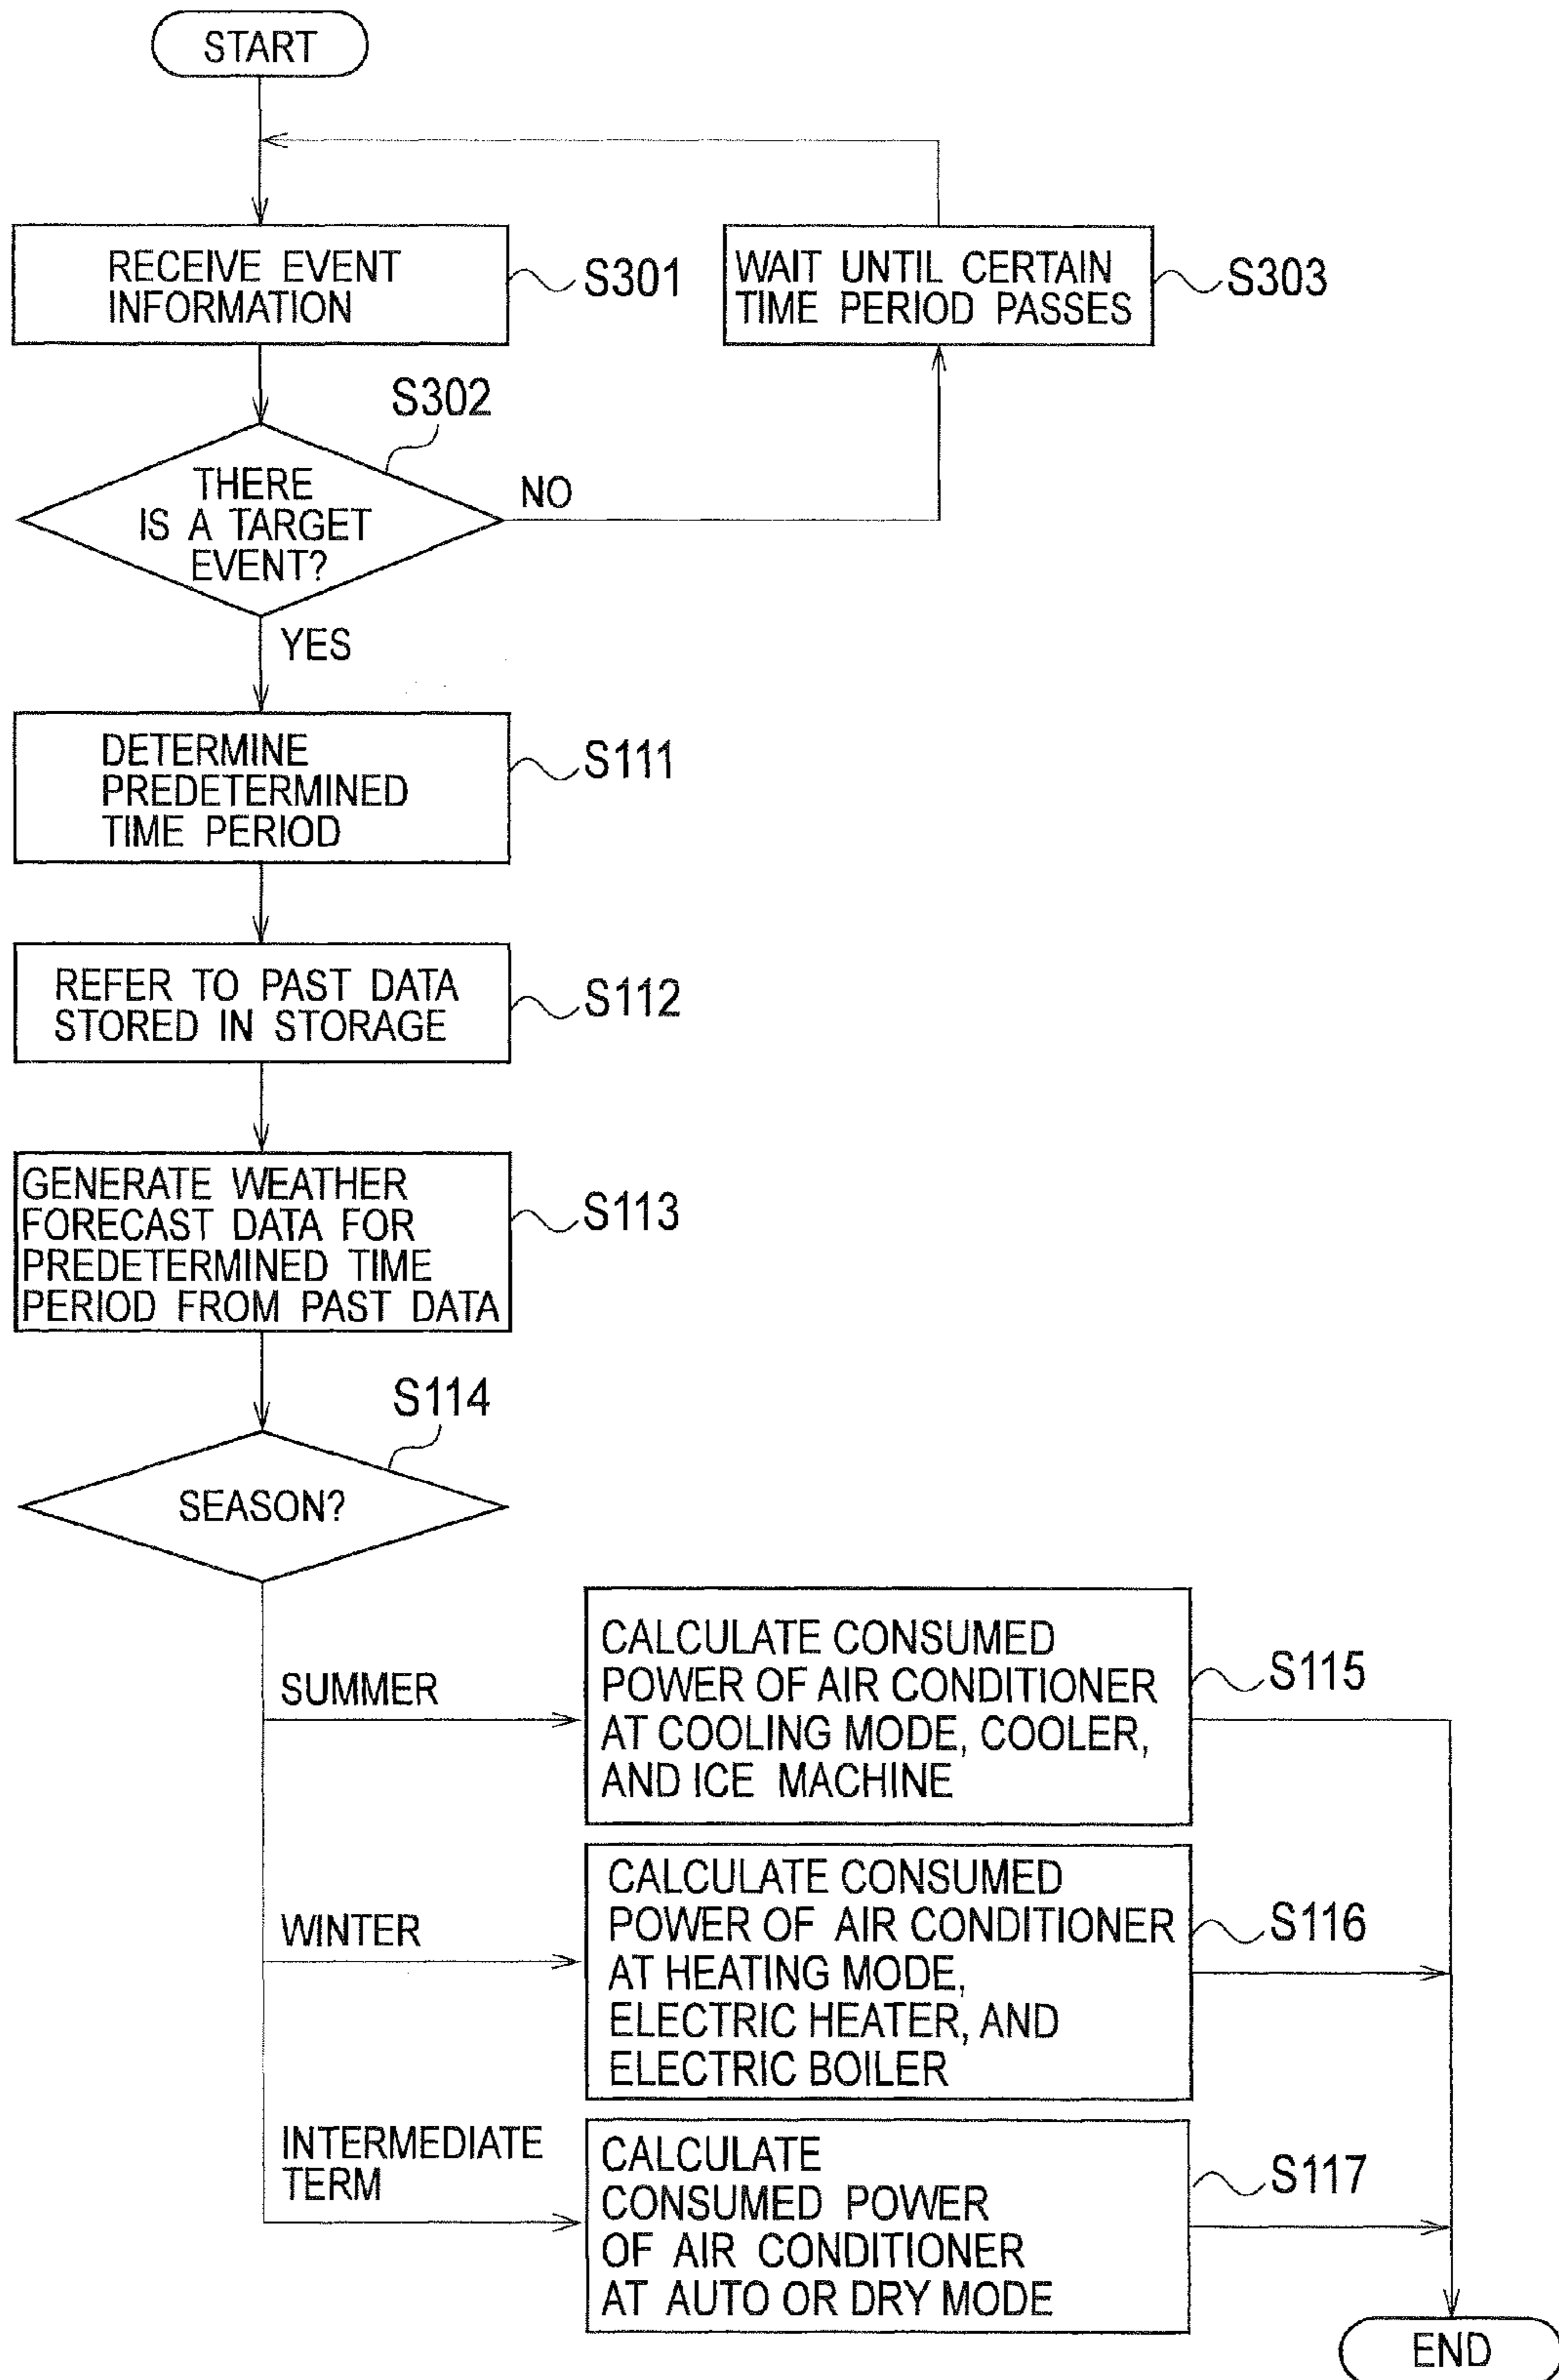 START
RECEIVE EVENT
INFORMATION
S301
WAIT UNTIL CERTAIN
TIME PERIOD PASSES
S303
S302
THERE
IS A TARGET
EVENT?
NO
YES
DETERMINE
PREDETERMINED
TIME PERIOD
S111
REFER TO PAST DATA
STORED IN STORAGE
S112
GENERATE WEATHER
FORECAST DATA FOR
PREDETERMINED TIME
PERIOD FROM PAST DATA
S113
S114
SEASON?
SUMMER
CALCULATE CONSUMED
POWER OF AIR CONDITIONER
AT COOLING MODE, COOLER,
AND ICE MACHINE
S115
WINTER
CALCULATE CONSUMED
POWER OF AIR CONDITIONER
AT HEATING MODE,
ELECTRIC HEATER, AND
ELECTRIC BOILER
S116
INTERMEDIATE
TERM
CALCULATE
CONSUMED POWER
OF AIR CONDITIONER
AT AUTO OR DRY MODE
S117
END